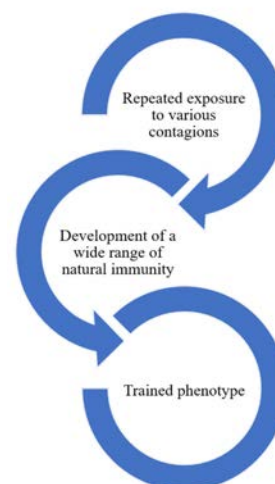 Repeated exposure
to various
contagions
Development of a
wide range of
natural immunity
Trained phenotype